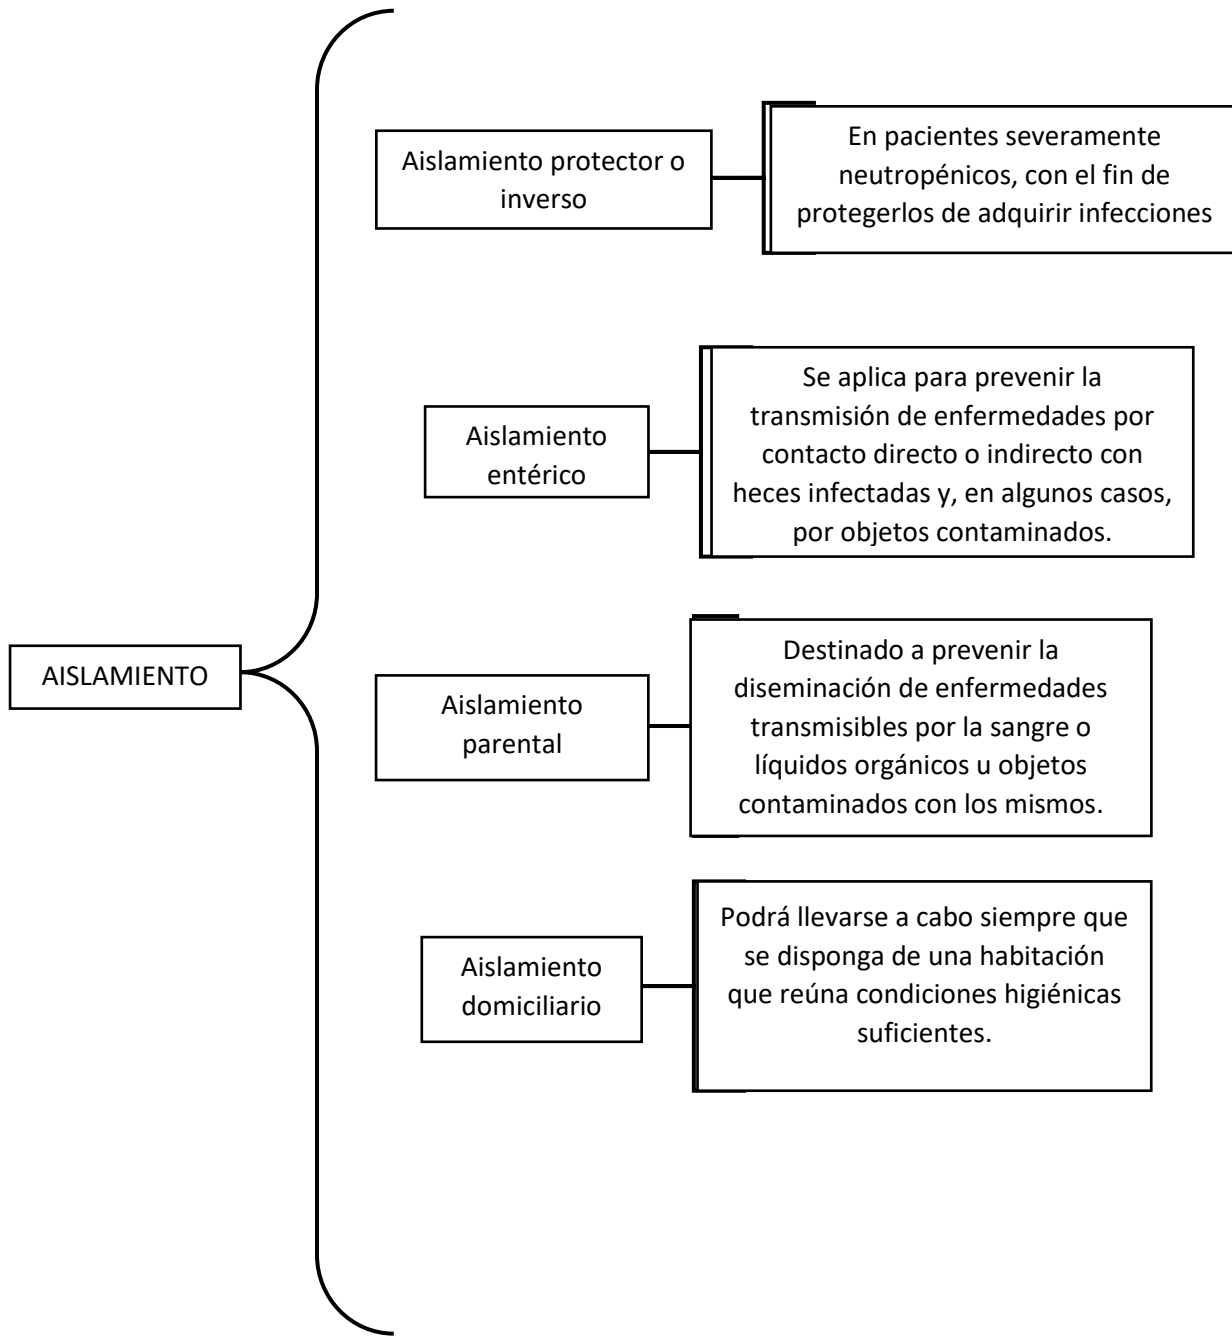 Aislamiento protector o
inverso
En pacientes severamente
neutropénicos, con el fin de
protegerlos de adquirir infecciones
Aislamiento
entérico
Se aplica para prevenir la
transmisión de enfermedades por
contacto directo o indirecto con
heces infectadas y, en algunos casos,
por objetos contaminados.
AISLAMIENTO
Aislamiento
parental
Destinado a prevenir la
diseminación de enfermedades
transmisibles por la sangre o
líquidos orgánicos u objetos
contaminados con los mismos.
Aislamiento
domiciliario
Podrá llevarse a cabo siempre que
se disponga de una habitación
que reúna condiciones higiénicas
suficientes.